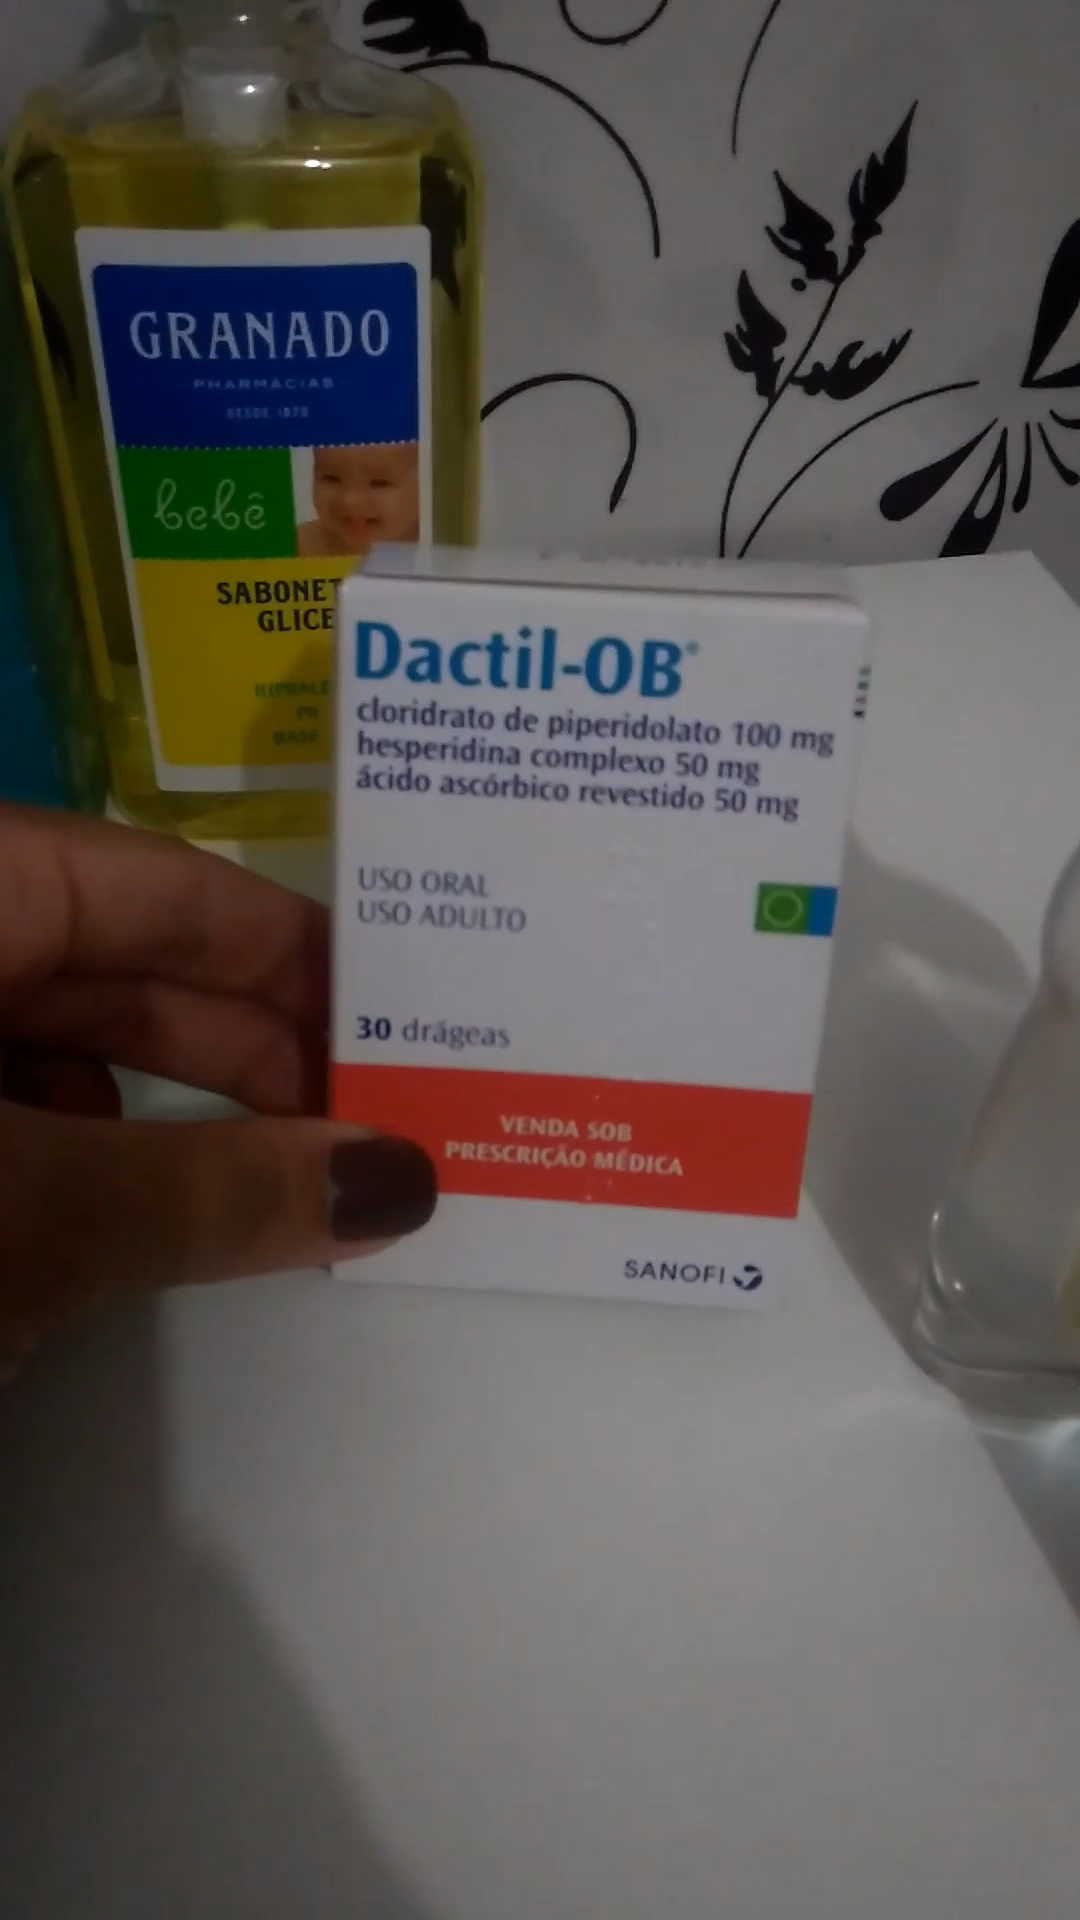 GRANADO
PHARMÁCIAS
DESDE 1870
bebê
SABONET
GLICE
Dactil-OB®
cloridrato de piperidolato 100 mg
hesperidina complexo 50 mg
ácido ascórbico revestido 50 mg
USO ORAL
USO ADULTO
30 drágeas
VENDA SOB
PRESCRIÇÃO MÉDICA
SANOFI